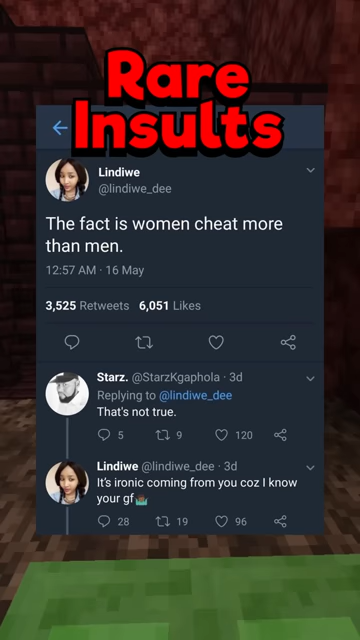 Rare
Insults
Lindiwe
@lindiwe_dee
The fact is women cheat more
than men.
12:57 AM · 16 May
3,525 Retweets 6,051 Likes
Starz. @StarzKgaphola · 3d
Replying to @lindiwe_dee
That's not true.
5 9 120
Lindiwe @lindiwe_dee · 3d
It's ironic coming from you coz I know
your gf🤷🏾‍♂️
28 19 96